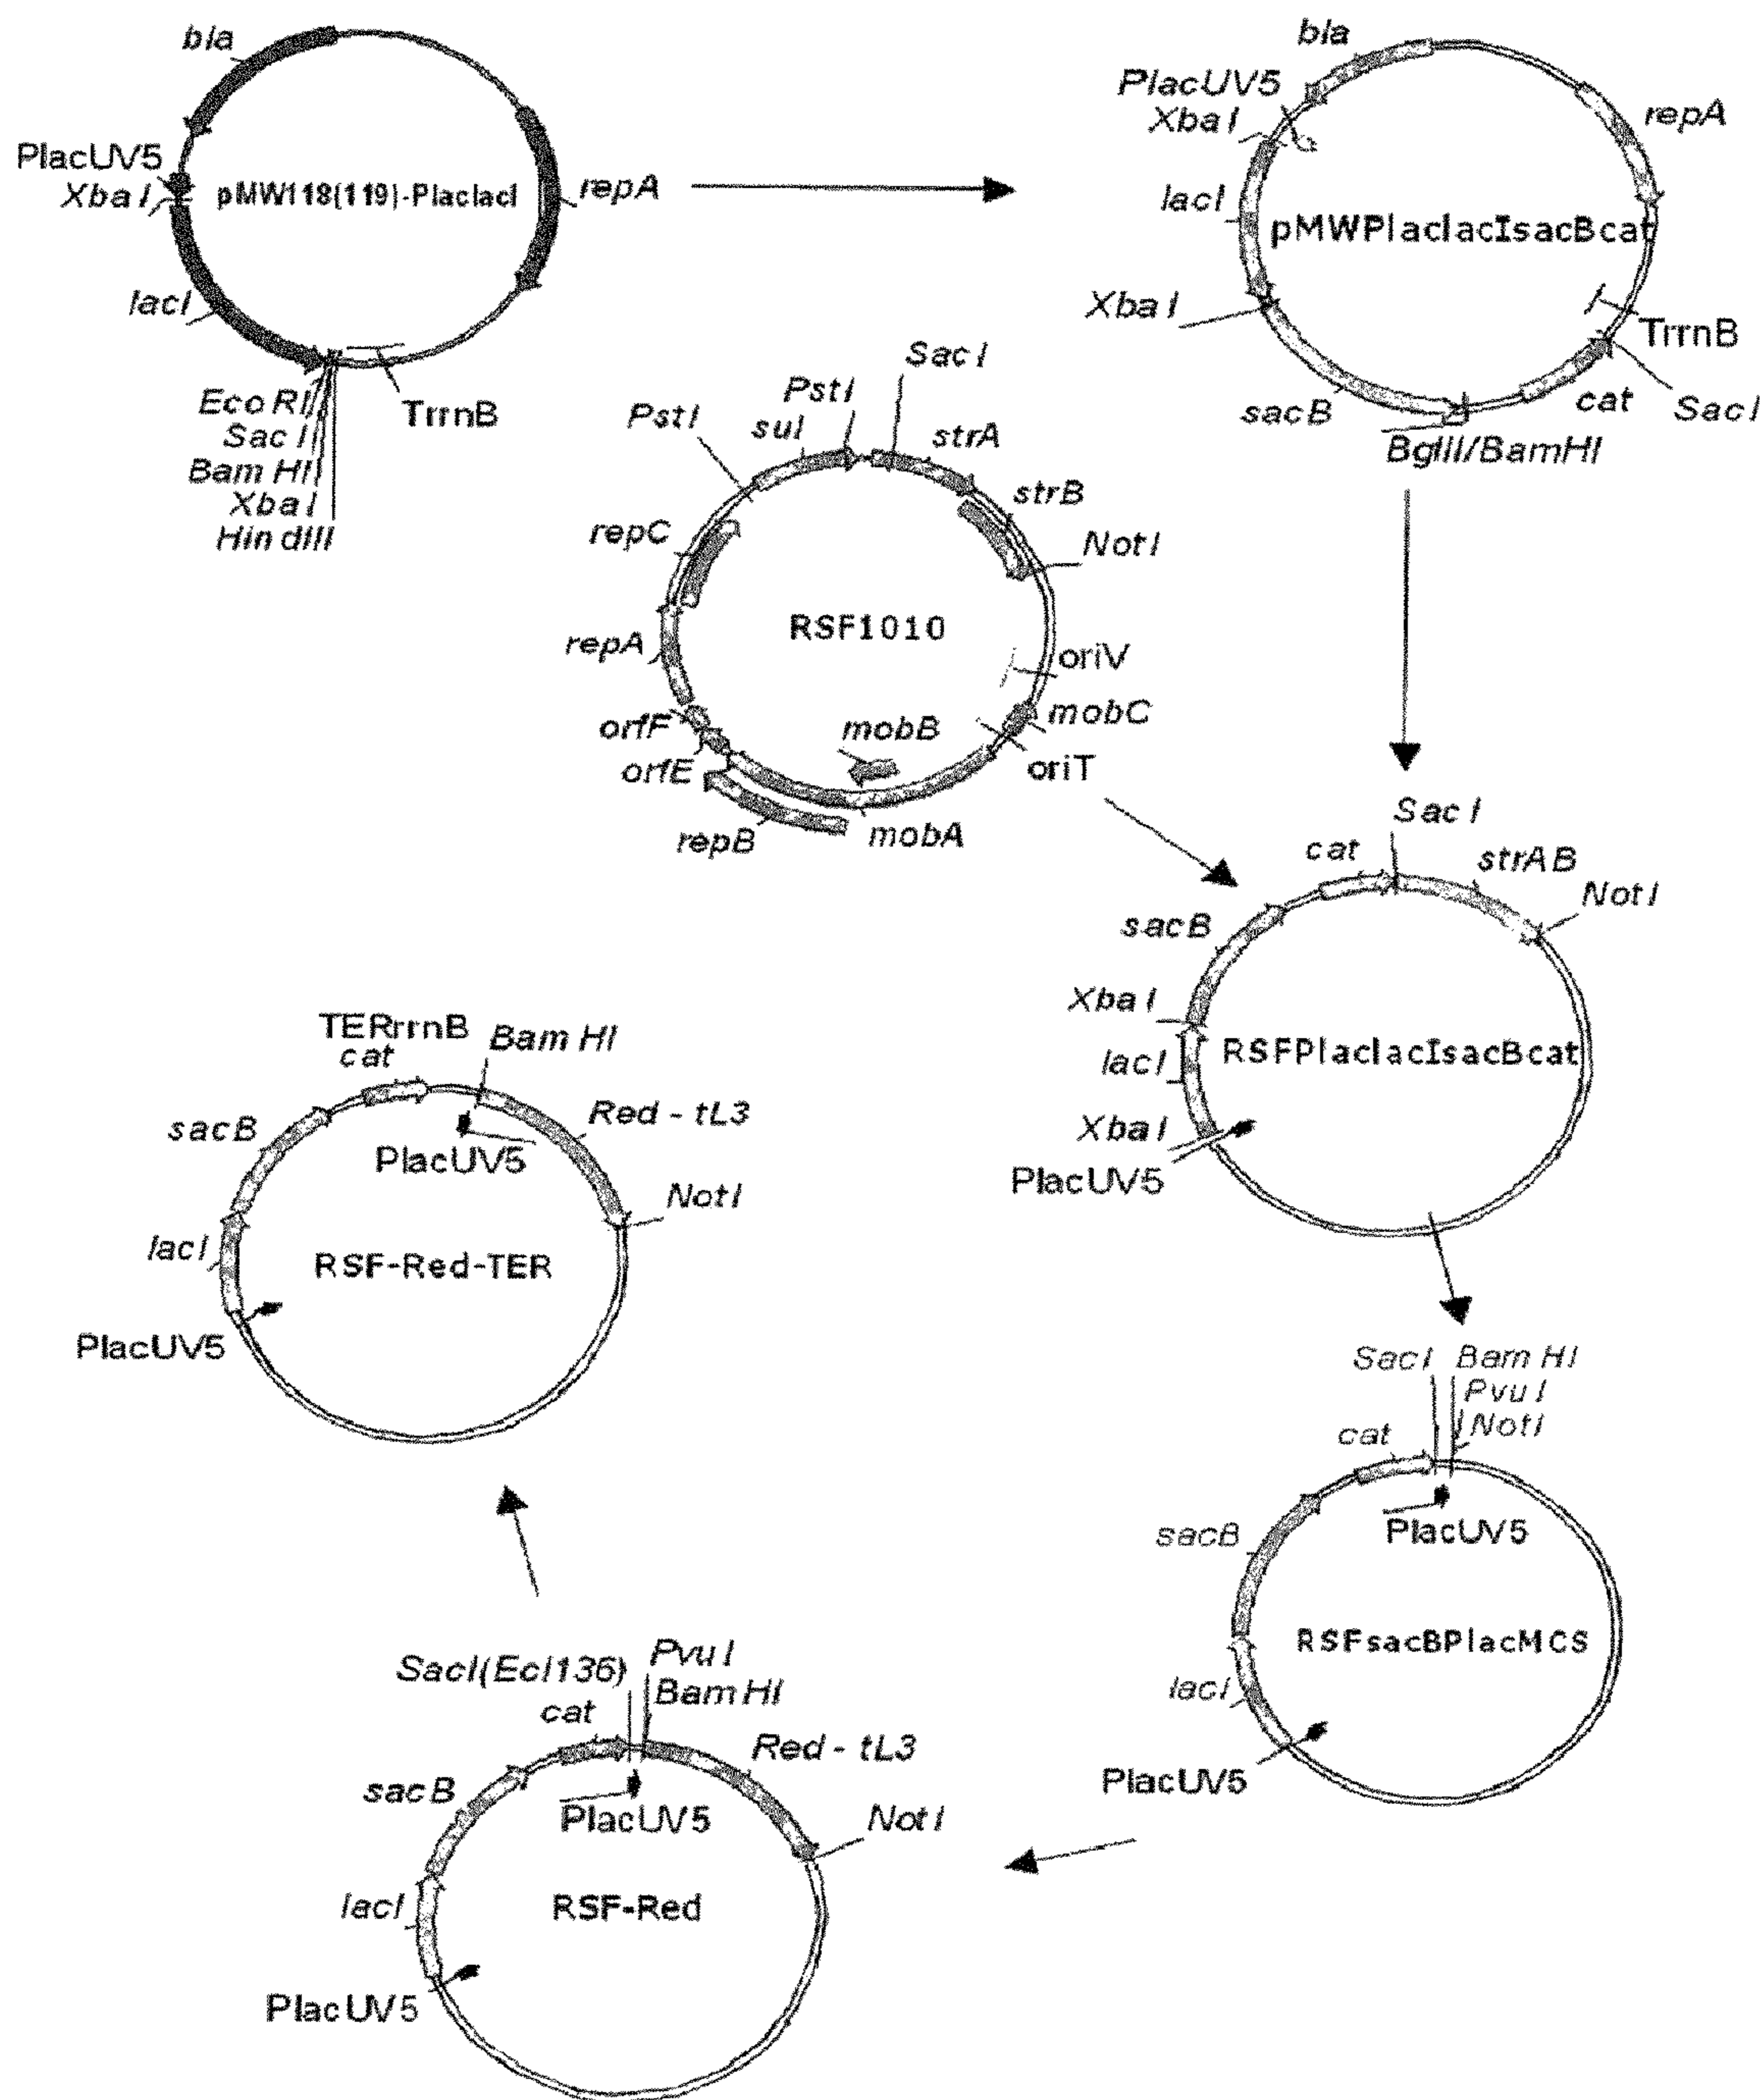 bla
PlacUV5
XbaI
pMW118(119)-PlaclacI
repA
lacI
EcoRI
SacI
BamHI
XbaI
HindIII
TrrnB
bla
PlacUV5
XbaI
repA
lacI
pMWPlaclacIsacBcat
XbaI
TrrnB
sacB
cat
SacI
BglII/BamHI
SacI
PstI
PstI
sul
strA
strB
repC
NotI
RSF1010
repA
oriV
orfF
mobB
mobC
orfE
oriT
repB
mobA
SacI
cat
strAB
NotI
sacB
XbaI
RSFPlaclacIsacBcat
lacI
XbaI
PlacUV5
TERrrnB
cat
BamHI
sacB
Red - tL3
PlacUV5
NotI
lacI
RSF-Red-TER
PlacUV5
SacI BamHI
PvuI
NotI
cat
sacB
PlacUV5
RSFsacBPlacMCS
lacI
PlacUV5
SacI(Ecl136)
PvuI
BamHI
cat
Red - tL3
sacB
PlacUV5
NotI
lacI
RSF-Red
PlacUV5